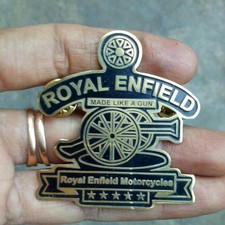 ROYAL ENFIELD
MADE LIKE A GUN
Royal Enfield Motorcycles